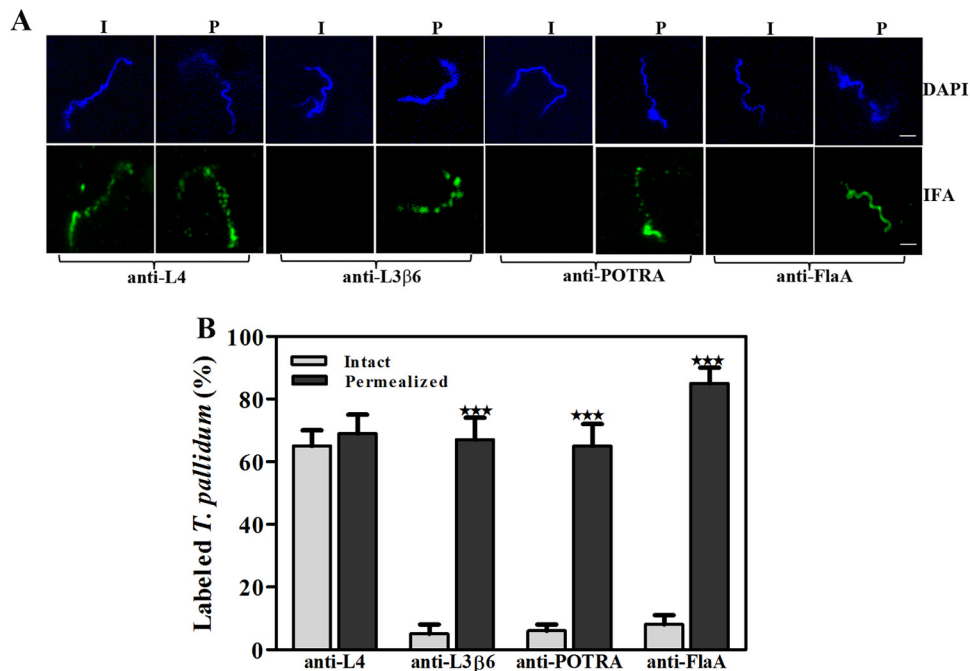 A
I P I P I P I P
DAPI
IFA
anti-L4 anti-L3β6 anti-POTRA anti-FlaA
B
Labeled T. pallidum (%)
100
80
60
40
20
0
Intact
Permealized
★★★ ★★★ ★★★
anti-L4 anti-L3β6 anti-POTRA anti-FlaA